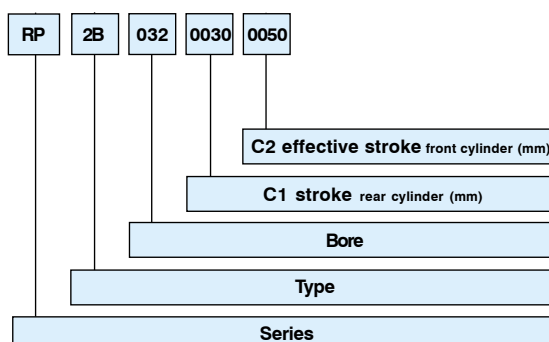 RP 2B 032 0030 0050
C2 effective stroke front cylinder (mm)
C1 stroke rear cylinder (mm)
Bore
Type
Series